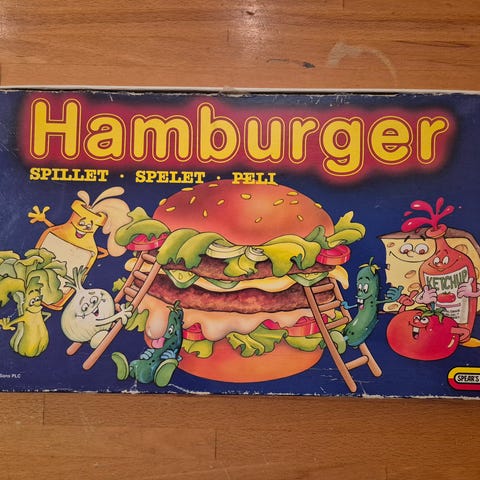 Hamburger
SPILLET · SPELET · PELI
KETCHUP
Sons PLC
SPEAR'S